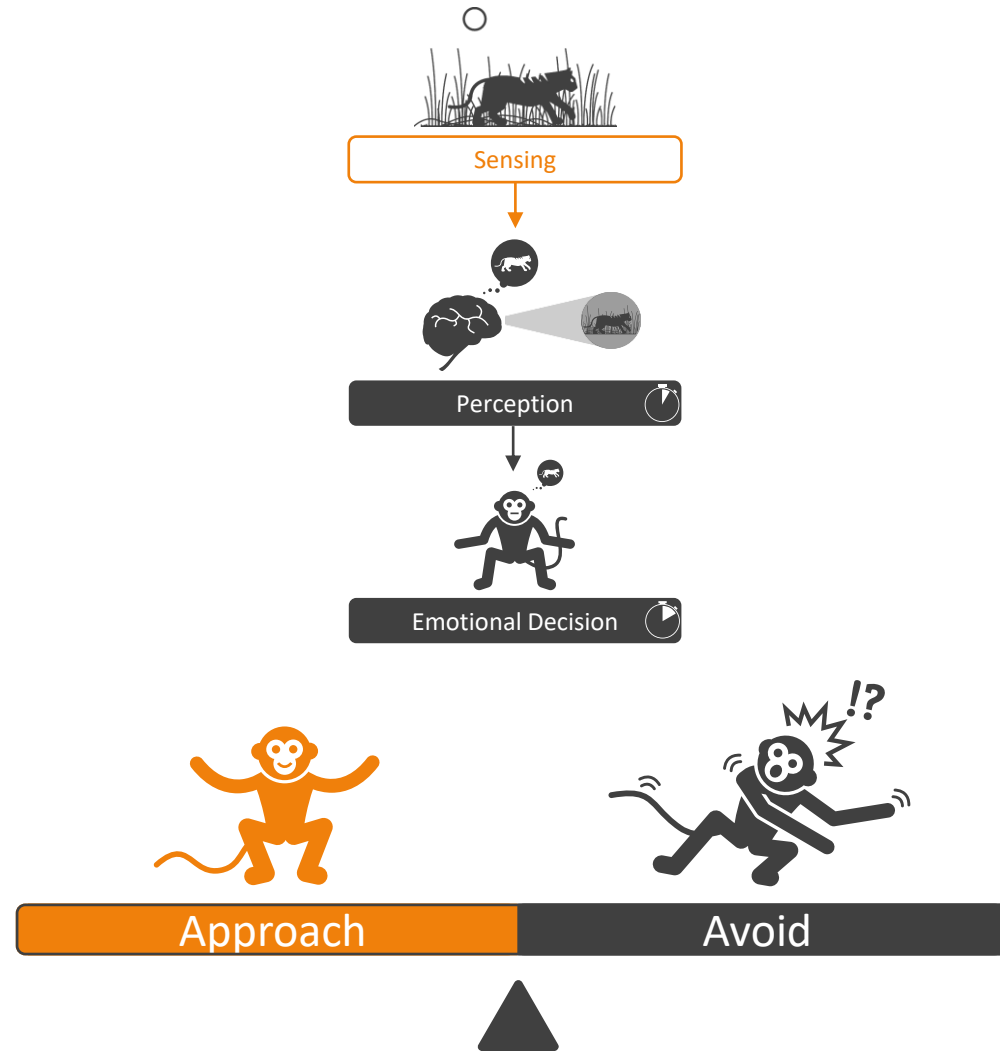 Sensing
Perception
Emotional Decision
!?
Approach
Avoid